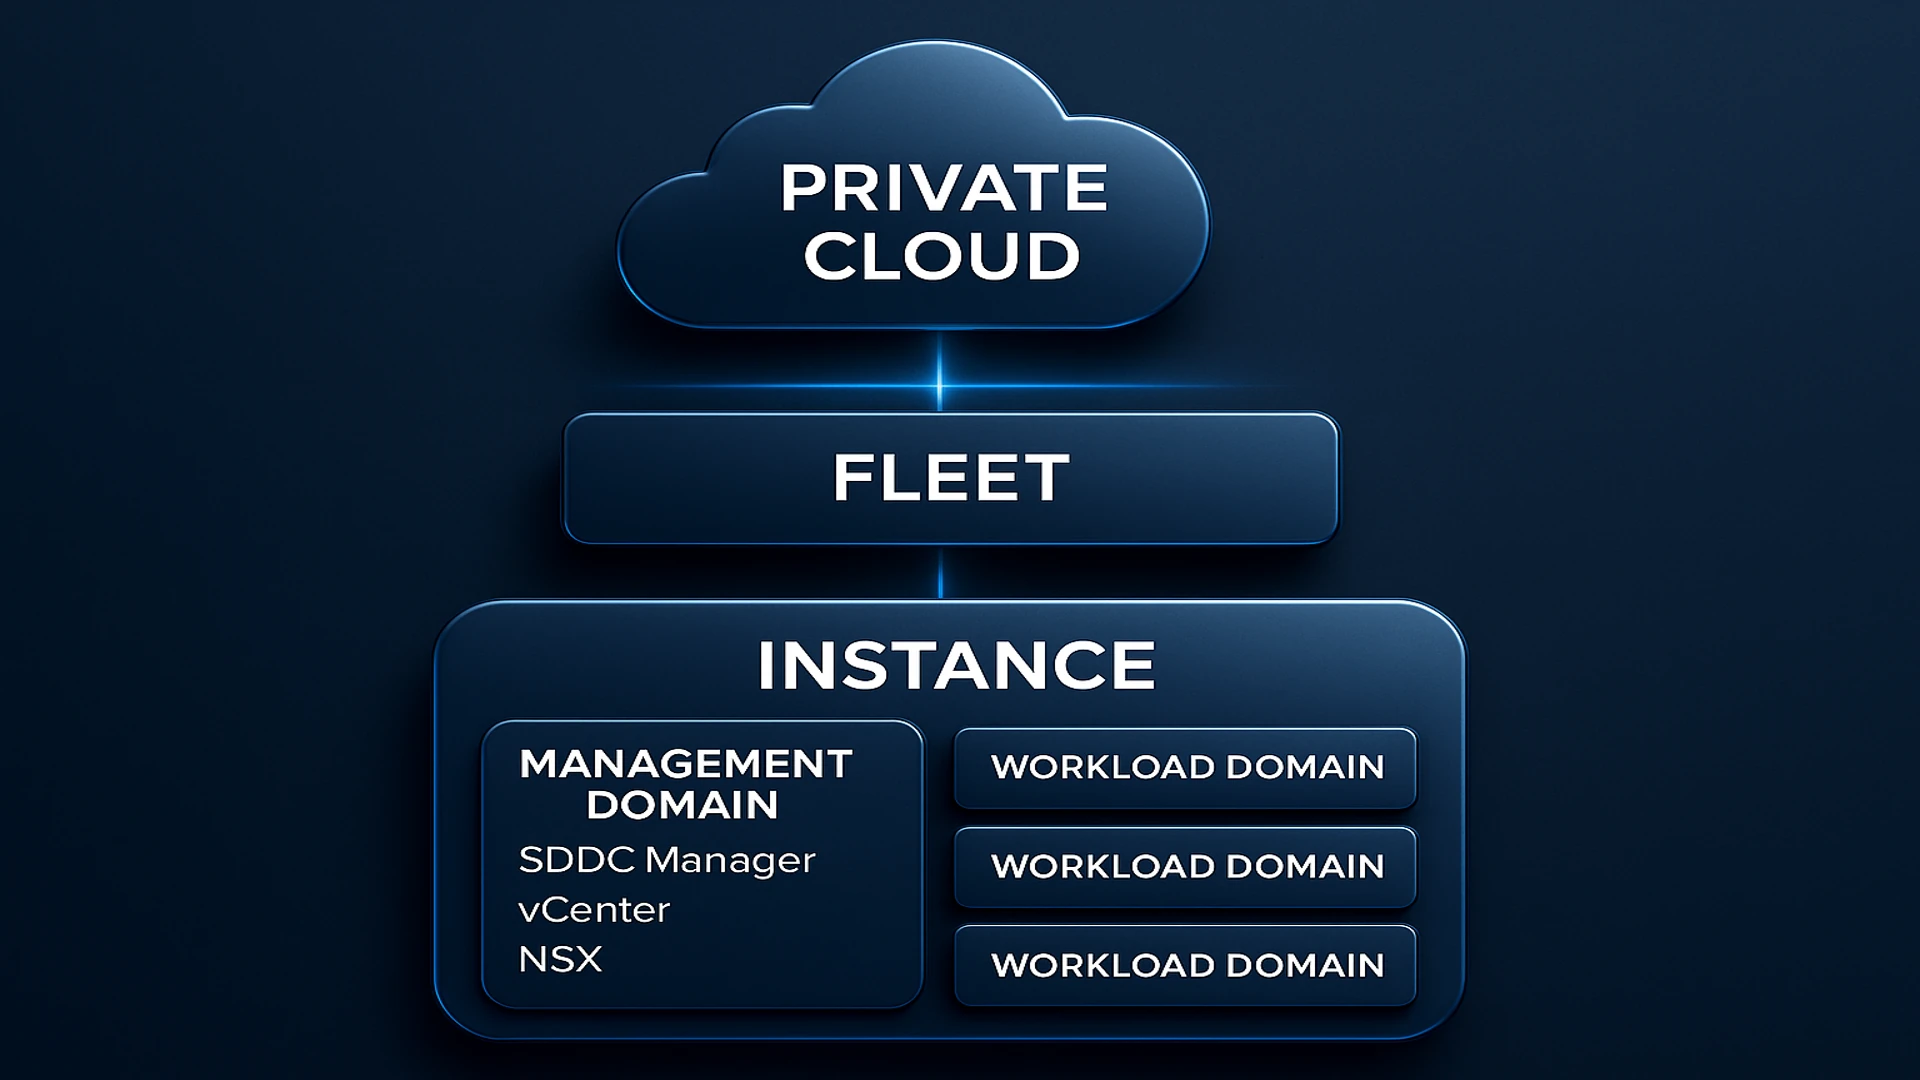 PRIVATE
CLOUD
FLEET
INSTANCE
MANAGEMENT
DOMAIN
SDDC Manager
vCenter
NSX
WORKLOAD DOMAIN
WORKLOAD DOMAIN
WORKLOAD DOMAIN